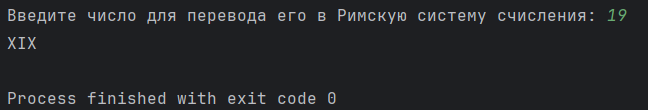 Введите число для перевода его в Римскую систему счисления: 19
XIX
Process finished with exit code 0